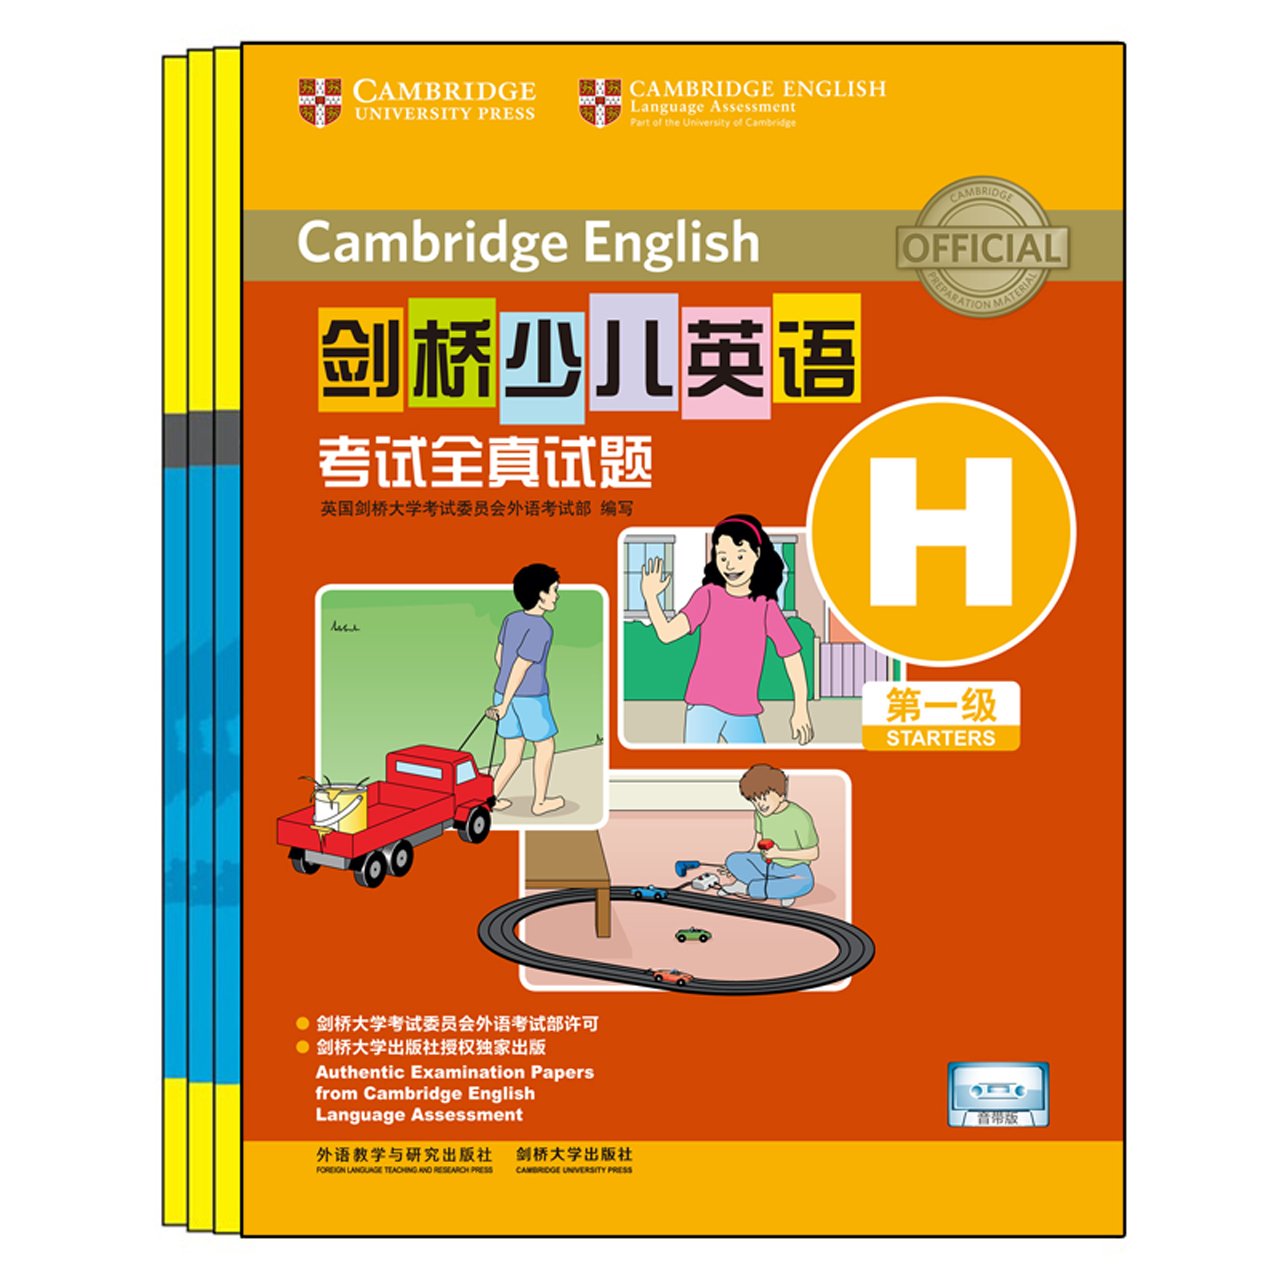 CAMBRIDGE
UNIVERSITY PRESS
CAMBRIDGE ENGLISH
Language Assessment
Part of the University of Cambridge
Cambridge English
CAMBRIDGE
OFFICIAL
PREPARATION MATERIAL
剑桥少儿英语
考试全真试题
英国剑桥大学考试委员会外语考试部 编写
H
第一级
STARTERS
剑桥大学考试委员会外语考试部许可
剑桥大学出版社授权独家出版
Authentic Examination Papers
from Cambridge English
Language Assessment
音带版
外语教学与研究出版社 剑桥大学出版社
FOREIGN LANGUAGE TEACHING AND RESEARCH PRESS CAMBRIDGE UNIVERSITY PRESS